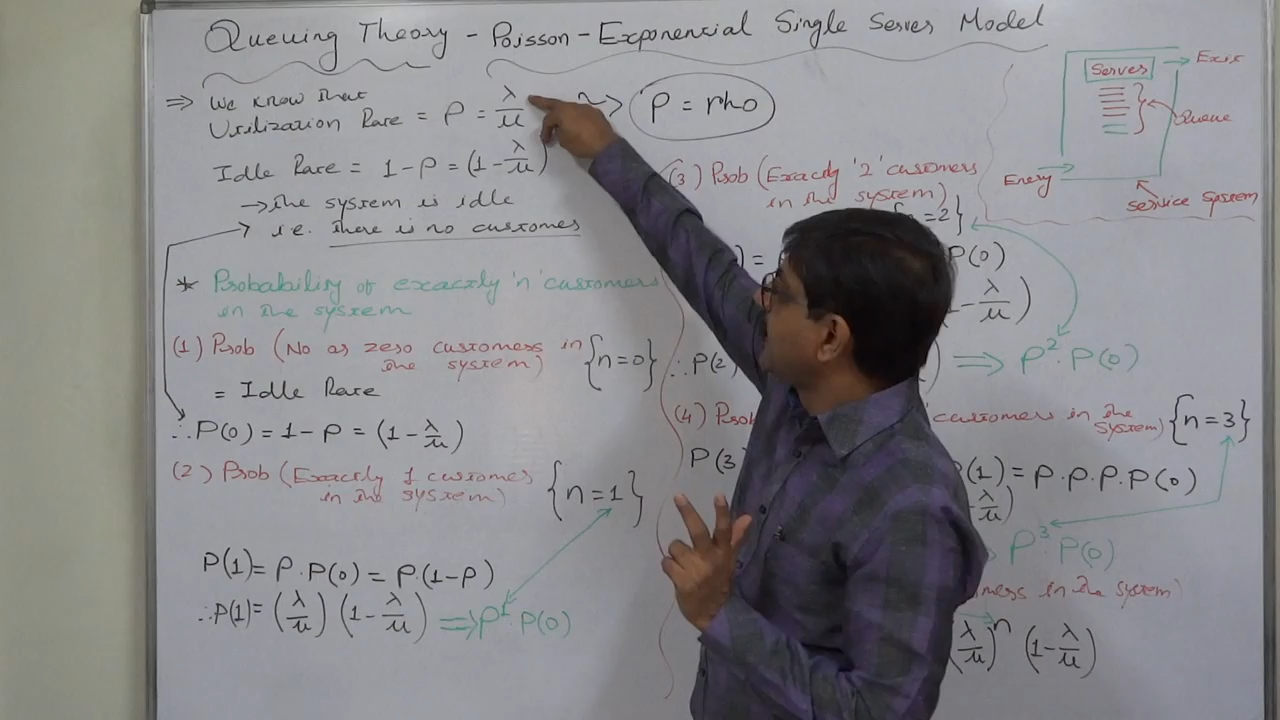 Queuing Theory - Poisson - Exponential Single Server Model
⇒ We know that
Utilization Rate = ρ = λ/μ ~> ρ = rho
Idle Rate = 1-ρ = (1-λ/μ)
→ the system is idle
→ i.e. there is no customer
* Probability of exactly 'n' customers
in the system
(1) Prob (No or zero customers in
the system) {n=0}
= Idle Rate
∴ P(0) = 1-ρ = (1-λ/μ)
(2) Prob (Exactly 1 customer
in the system) {n=1}
P(1) = ρ.P(0) = ρ.(1-ρ)
∴ P(1) = (λ/μ) (1-λ/μ) ⇒ ρ¹.P(0)
(3) Prob (Exactly '2' customers
in the system)
n=2}
) = P(0)
-λ/μ)
∴ P(2) ) ⇒ ρ².P(0)
(4) Prob customers in the
system) {n=3}
P(3 (1) = ρ.ρ.ρ.P(0)
-λ/μ)
ρ³.P(0)
in the system)
(λ/μ)ⁿ (1-λ/μ)
Server → Exit
Queue
Entry
Service System